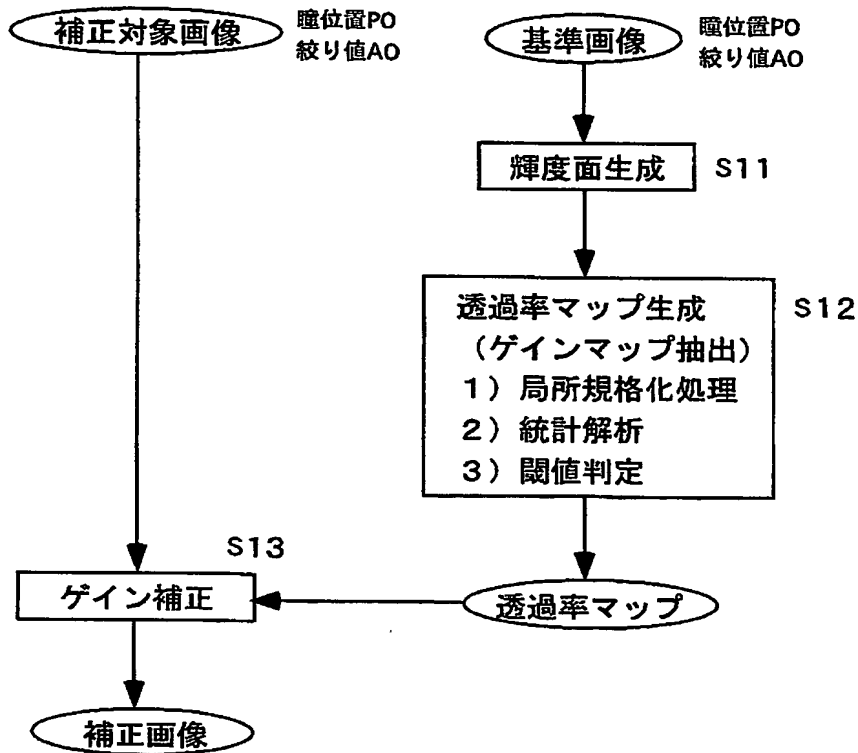 補正対象画像
瞳位置PO
絞り値AO
基準画像
瞳位置PO
絞り値AO
輝度面生成
S11
透過率マップ生成
（ゲインマップ抽出）
１）局所規格化処理
２）統計解析
３）閾値判定
S12
S13
ゲイン補正
透過率マップ
補正画像